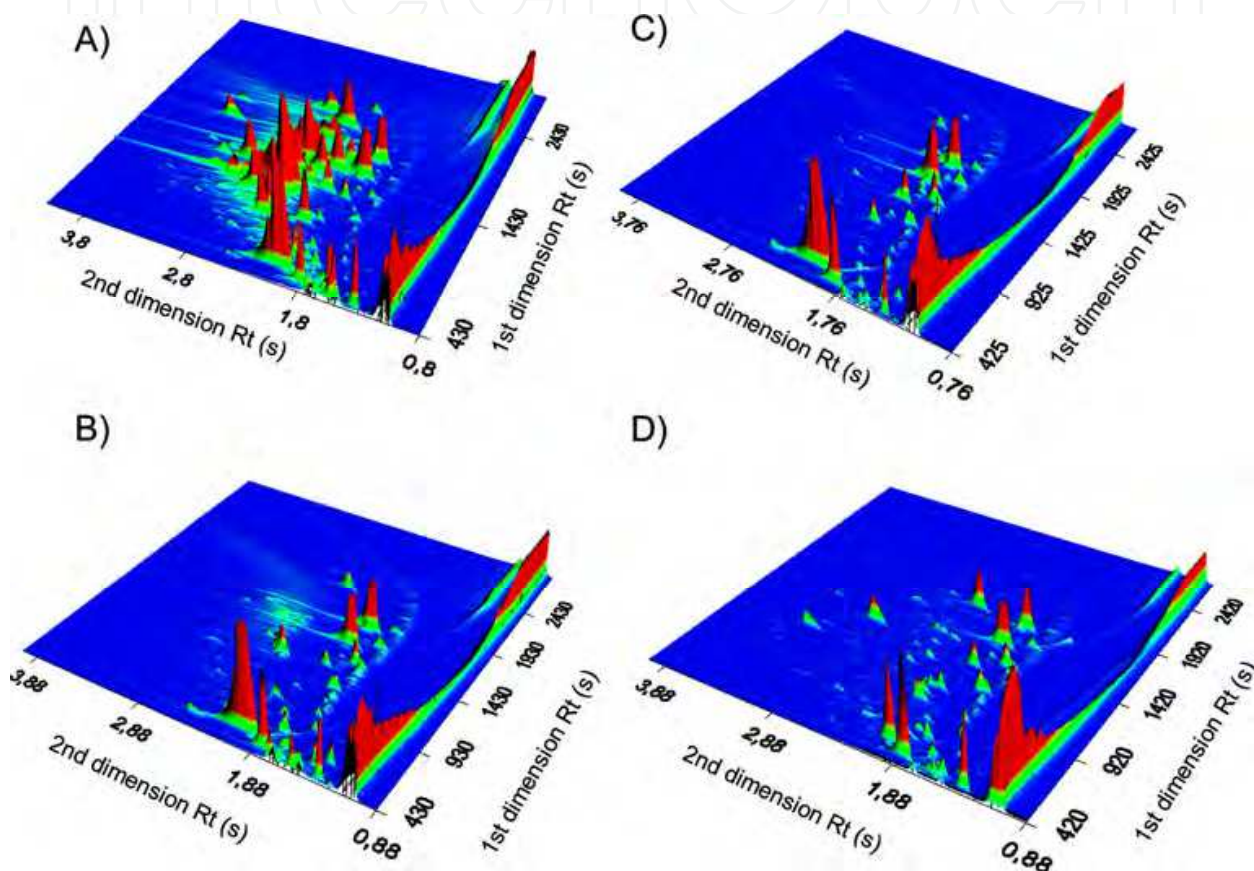 A)
3,8
2,8
1,8
0,8
2nd dimension Rt (s)
430
1430
2430
1st dimension Rt (s)
C)
3,76
2,76
1,76
0,76
2nd dimension Rt (s)
425
925
1425
1925
2425
1st dimension Rt (s)
B)
3,88
2,88
1,88
0,88
2nd dimension Rt (s)
430
930
1430
1930
2430
1st dimension Rt (s)
D)
3,88
2,88
1,88
0,88
2nd dimension Rt (s)
420
920
1420
1920
2420
1st dimension Rt (s)